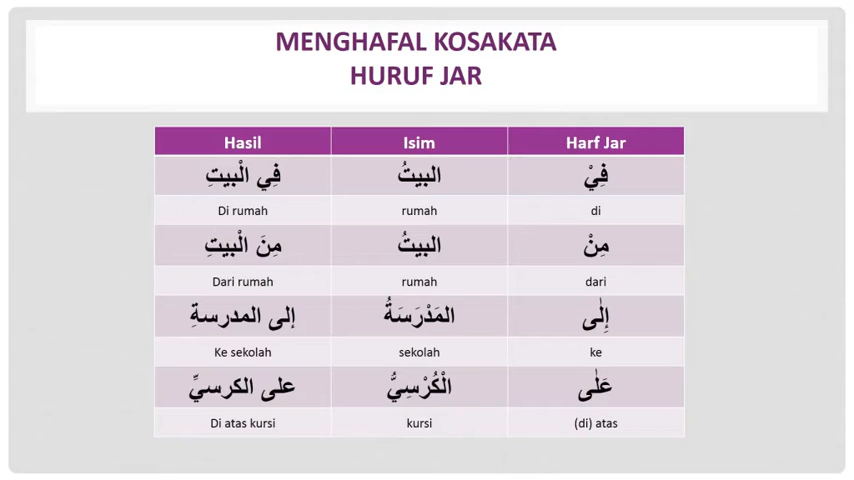 MENGHAFAL KOSAKATA
HURUF JAR
Hasil Isim Harf Jar
فِي الْبيتِ البيتُ فِيْ
Di rumah rumah di
مِنَ الْبيتِ البيتُ مِنْ
Dari rumah rumah dari
إلى المدرسةِ المَدْرَسَةُ إِلٰى
Ke sekolah sekolah ke
على الكرسيِّ الْكُرْسِيُّ عَلٰى
Di atas kursi kursi (di) atas